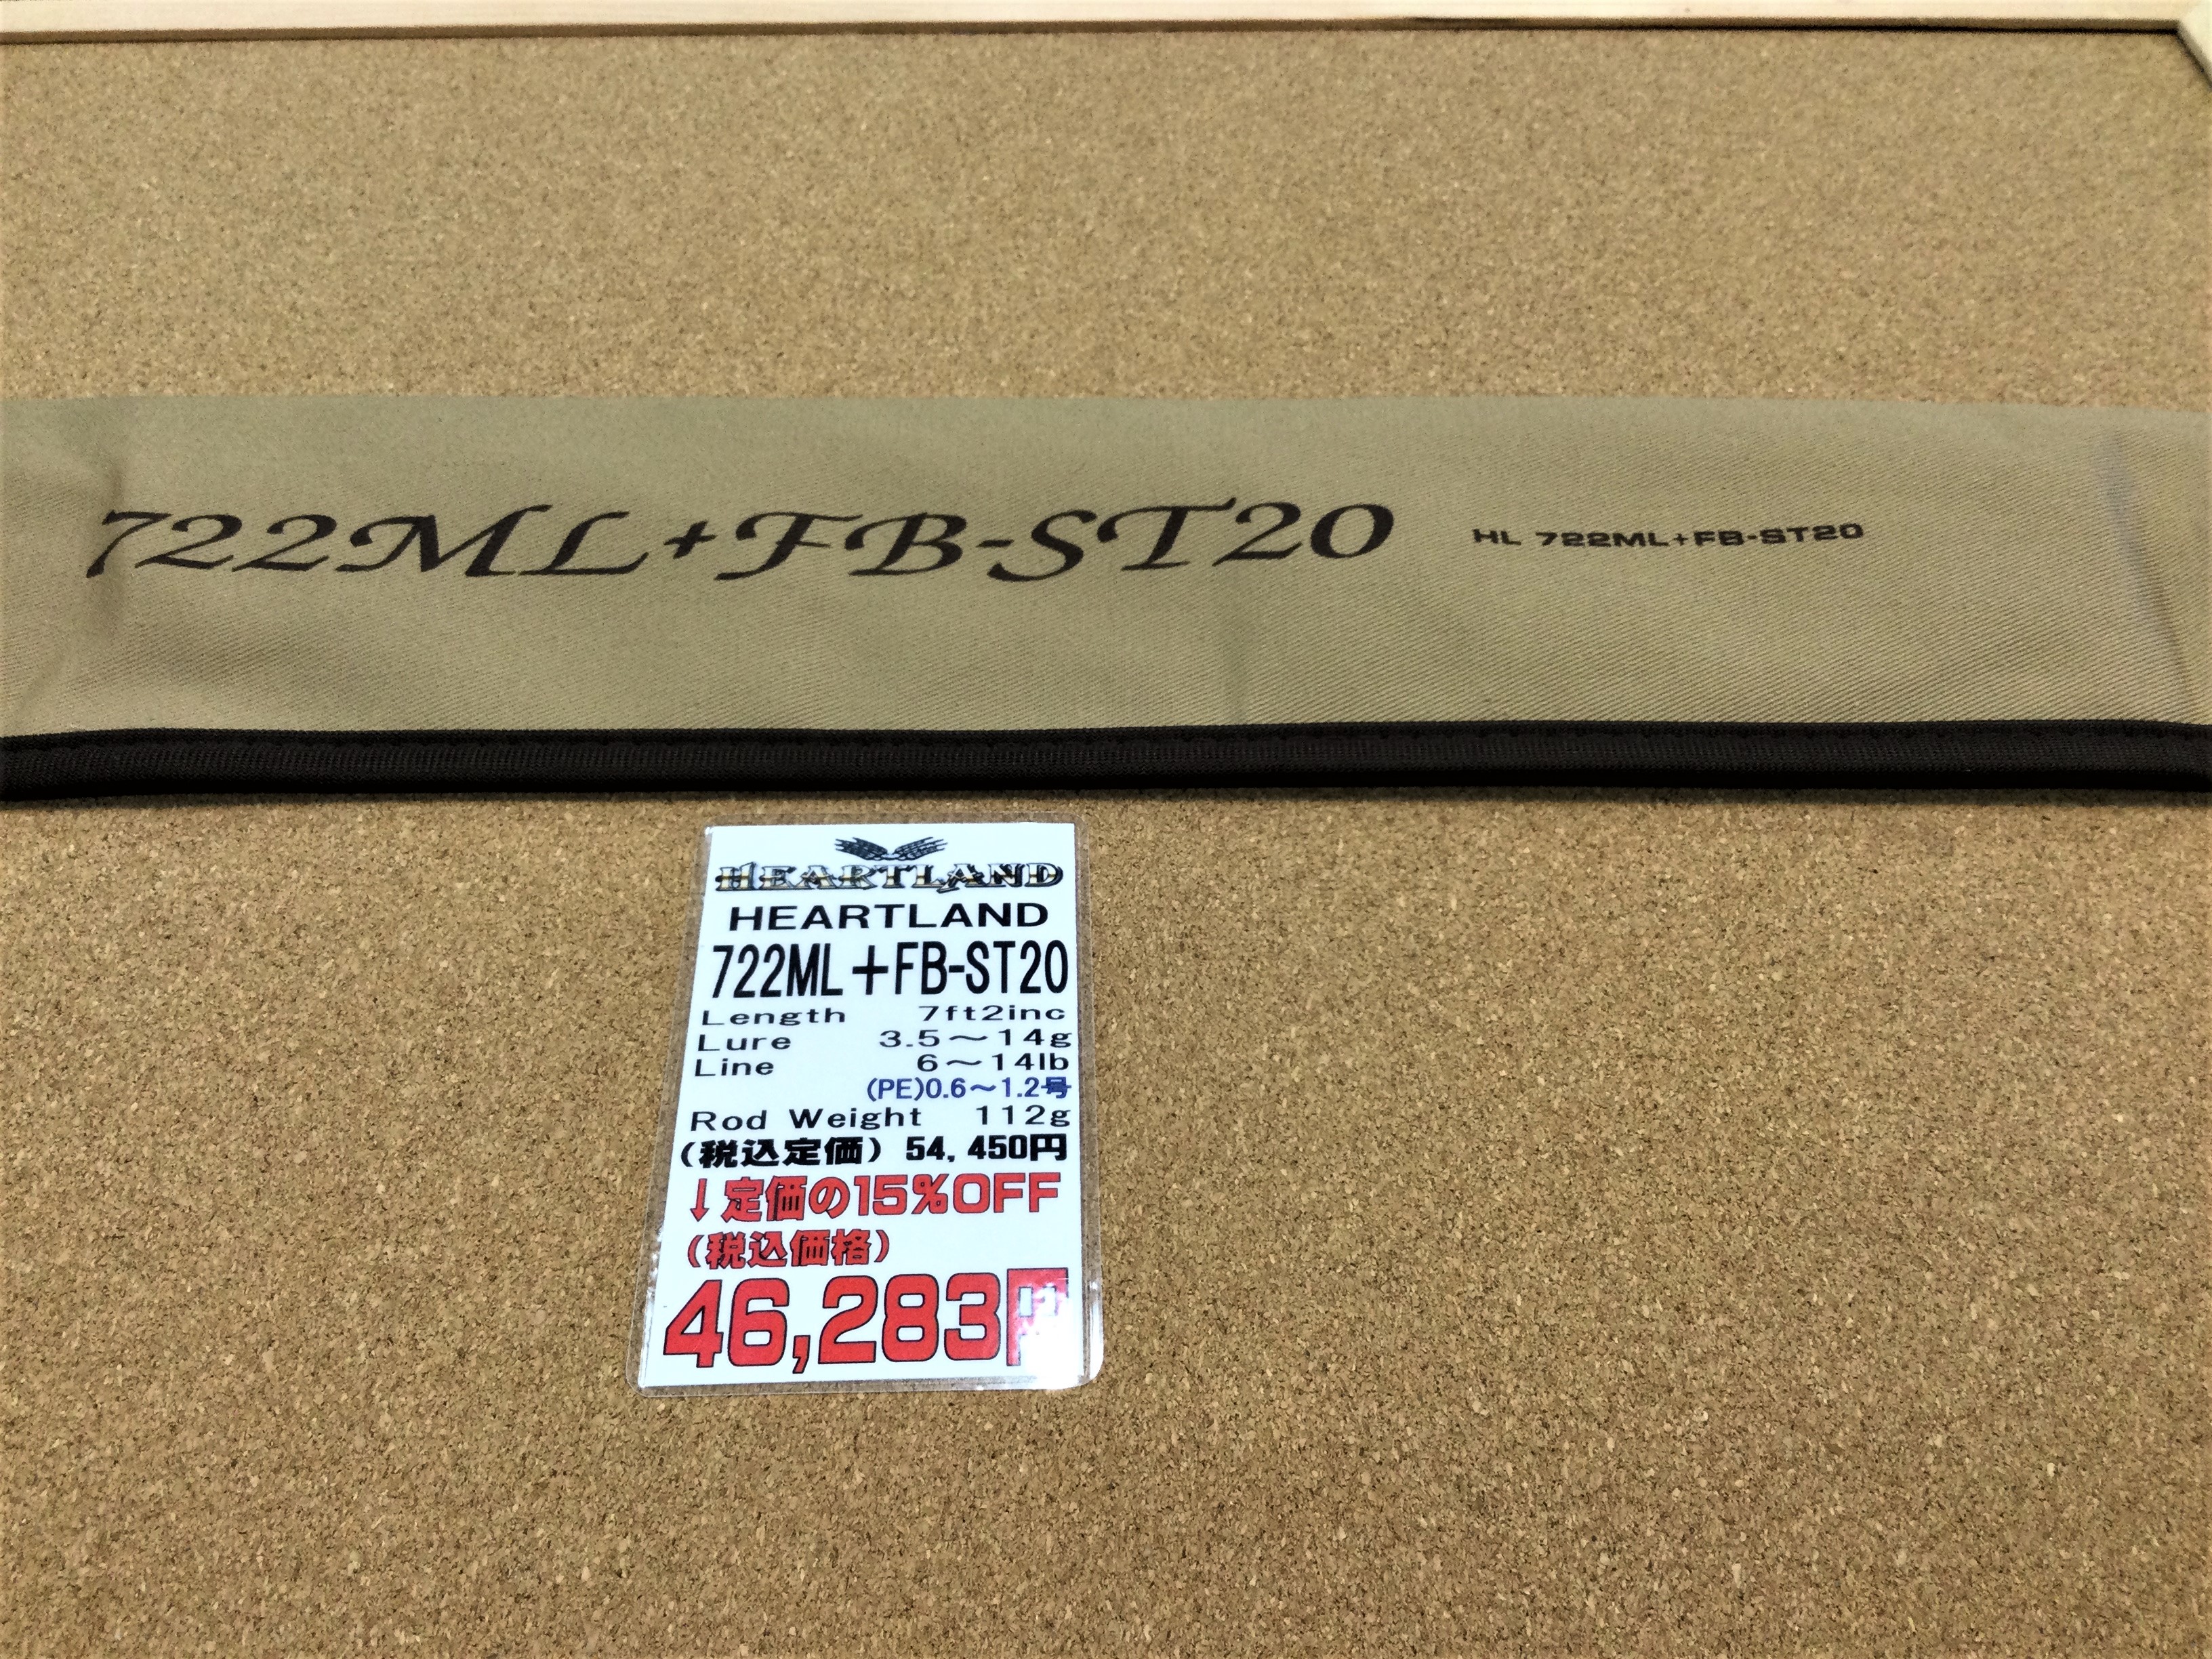 722ML+FB-ST20 HL 722ML+FB-ST20
HEARTLAND
HEARTLAND
722ML+FB-ST20
Length 7ft2inc
Lure 3.5～14g
Line 6～14lb
(PE)0.6～1.2号
Rod Weight 112g
(税込定価) 54,450円
↓定価の15%OFF
(税込価格)
46,283円